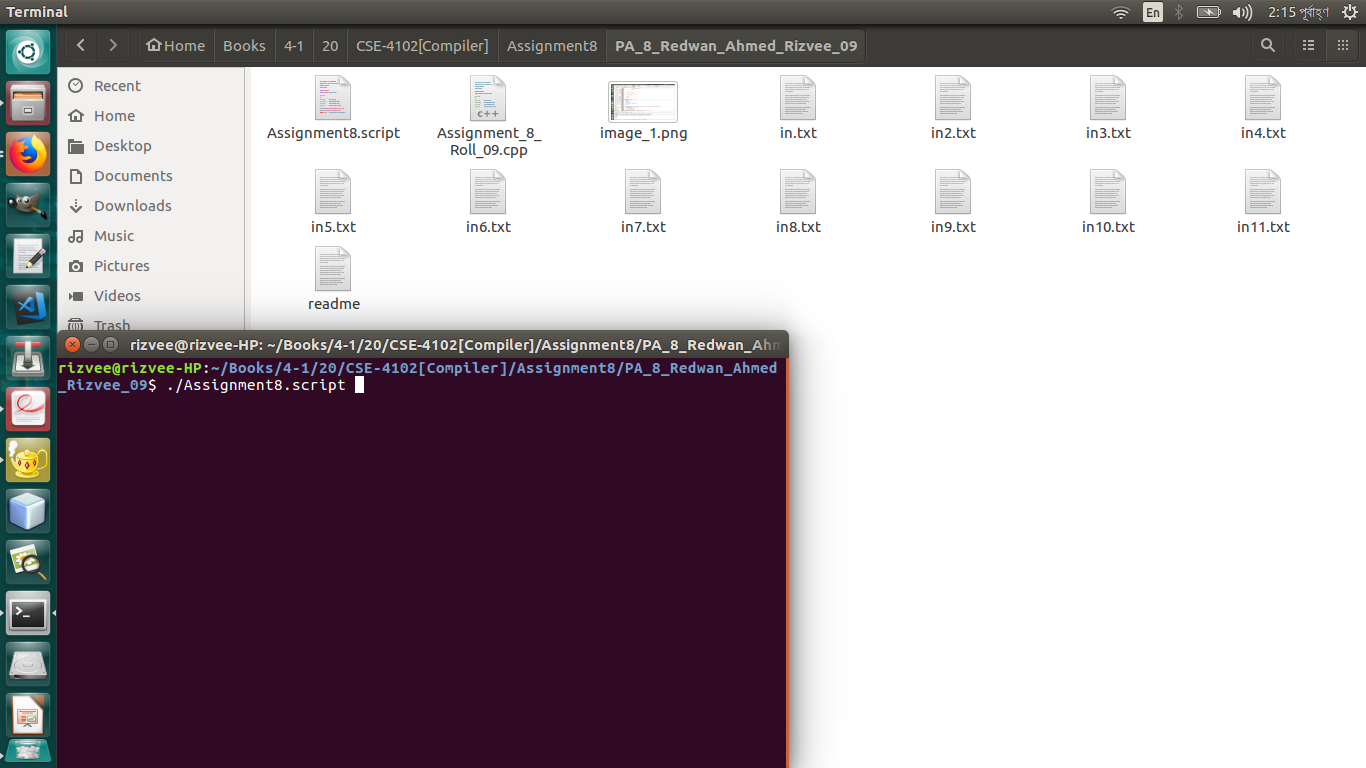 Terminal
En
2:15 পূর্বাহ্ণ
Home
Books
4-1
20
CSE-4102[Compiler]
Assignment8
PA_8_Redwan_Ahmed_Rizvee_09
Recent
Home
Desktop
Documents
Downloads
Music
Pictures
Videos
Trash
Assignment8.script
c++
Assignment_8_
Roll_09.cpp
image_1.png
in.txt
in2.txt
in3.txt
in4.txt
in5.txt
in6.txt
in7.txt
in8.txt
in9.txt
in10.txt
in11.txt
readme
rizvee@rizvee-HP: ~/Books/4-1/20/CSE-4102[Compiler]/Assignment8/PA_8_Redwan_Ahm
rizvee@rizvee-HP:~/Books/4-1/20/CSE-4102[Compiler]/Assignment8/PA_8_Redwan_Ahmed
_Rizvee_09$ ./Assignment8.script